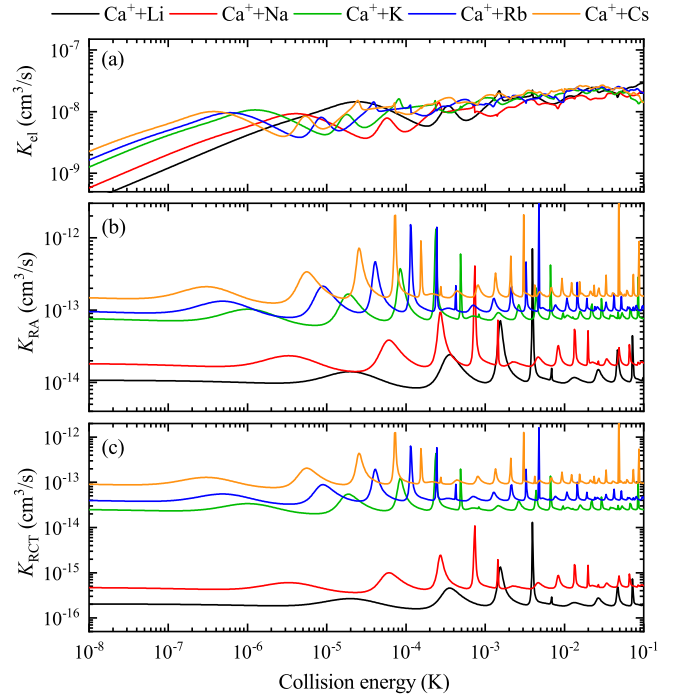 Ca⁺+Li Ca⁺+Na Ca⁺+K Ca⁺+Rb Ca⁺+Cs
10⁻⁷
(a)
10⁻⁸
K_el (cm³/s)
10⁻⁹
(b)
10⁻¹²
10⁻¹³
K_RA (cm³/s)
10⁻¹⁴
(c)
10⁻¹²
10⁻¹³
10⁻¹⁴
K_RCT (cm³/s)
10⁻¹⁵
10⁻¹⁶
10⁻⁸ 10⁻⁷ 10⁻⁶ 10⁻⁵ 10⁻⁴ 10⁻³ 10⁻² 10⁻¹
Collision energy (K)